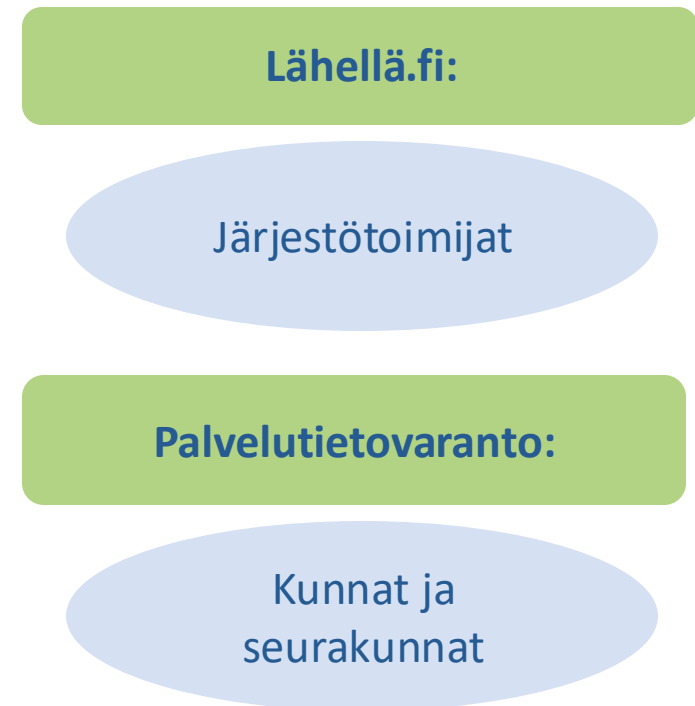 Lähellä.fi:
Järjestötoimijat
Palvelutietovaranto:
Kunnat ja
seurakunnat